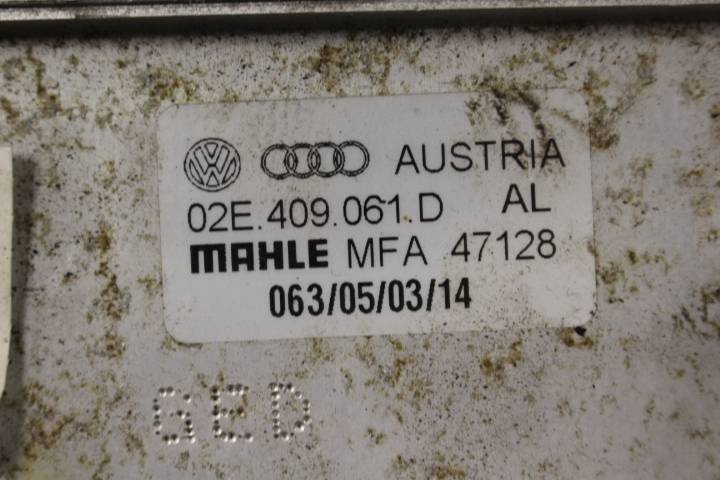 AUSTRIA
02E.409.061.D AL
MAHLE MFA 47128
063/05/03/14
GED